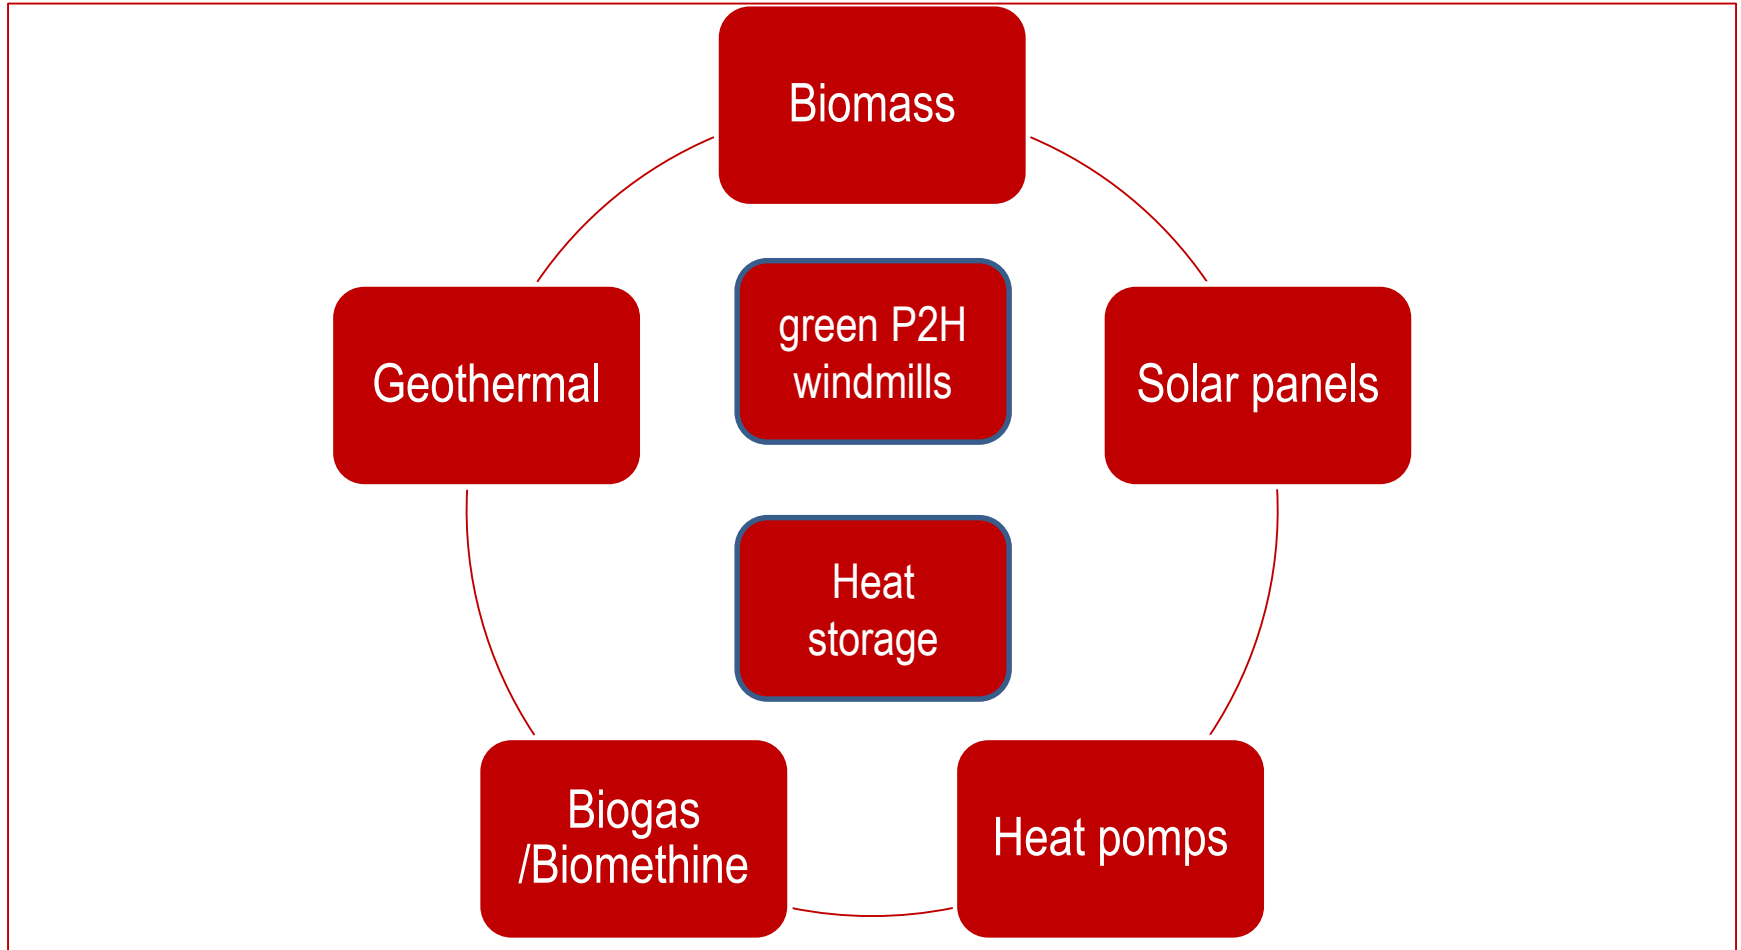 Biomass
green P2H
windmills
Geothermal
Solar panels
Heat
storage
Biogas
/Biomethine
Heat pomps